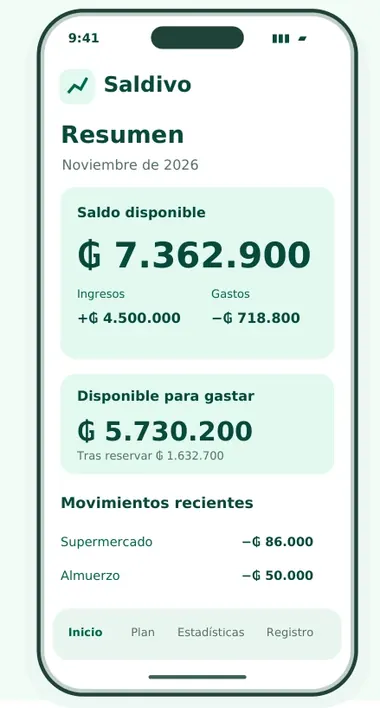 9:41
Saldivo
Resumen
Noviembre de 2026
Saldo disponible
₲ 7.362.900
Ingresos Gastos
+₲ 4.500.000 −₲ 718.800
Disponible para gastar
₲ 5.730.200
Tras reservar ₲ 1.632.700
Movimientos recientes
Supermercado −₲ 86.000
Almuerzo −₲ 50.000
Inicio Plan Estadísticas Registro